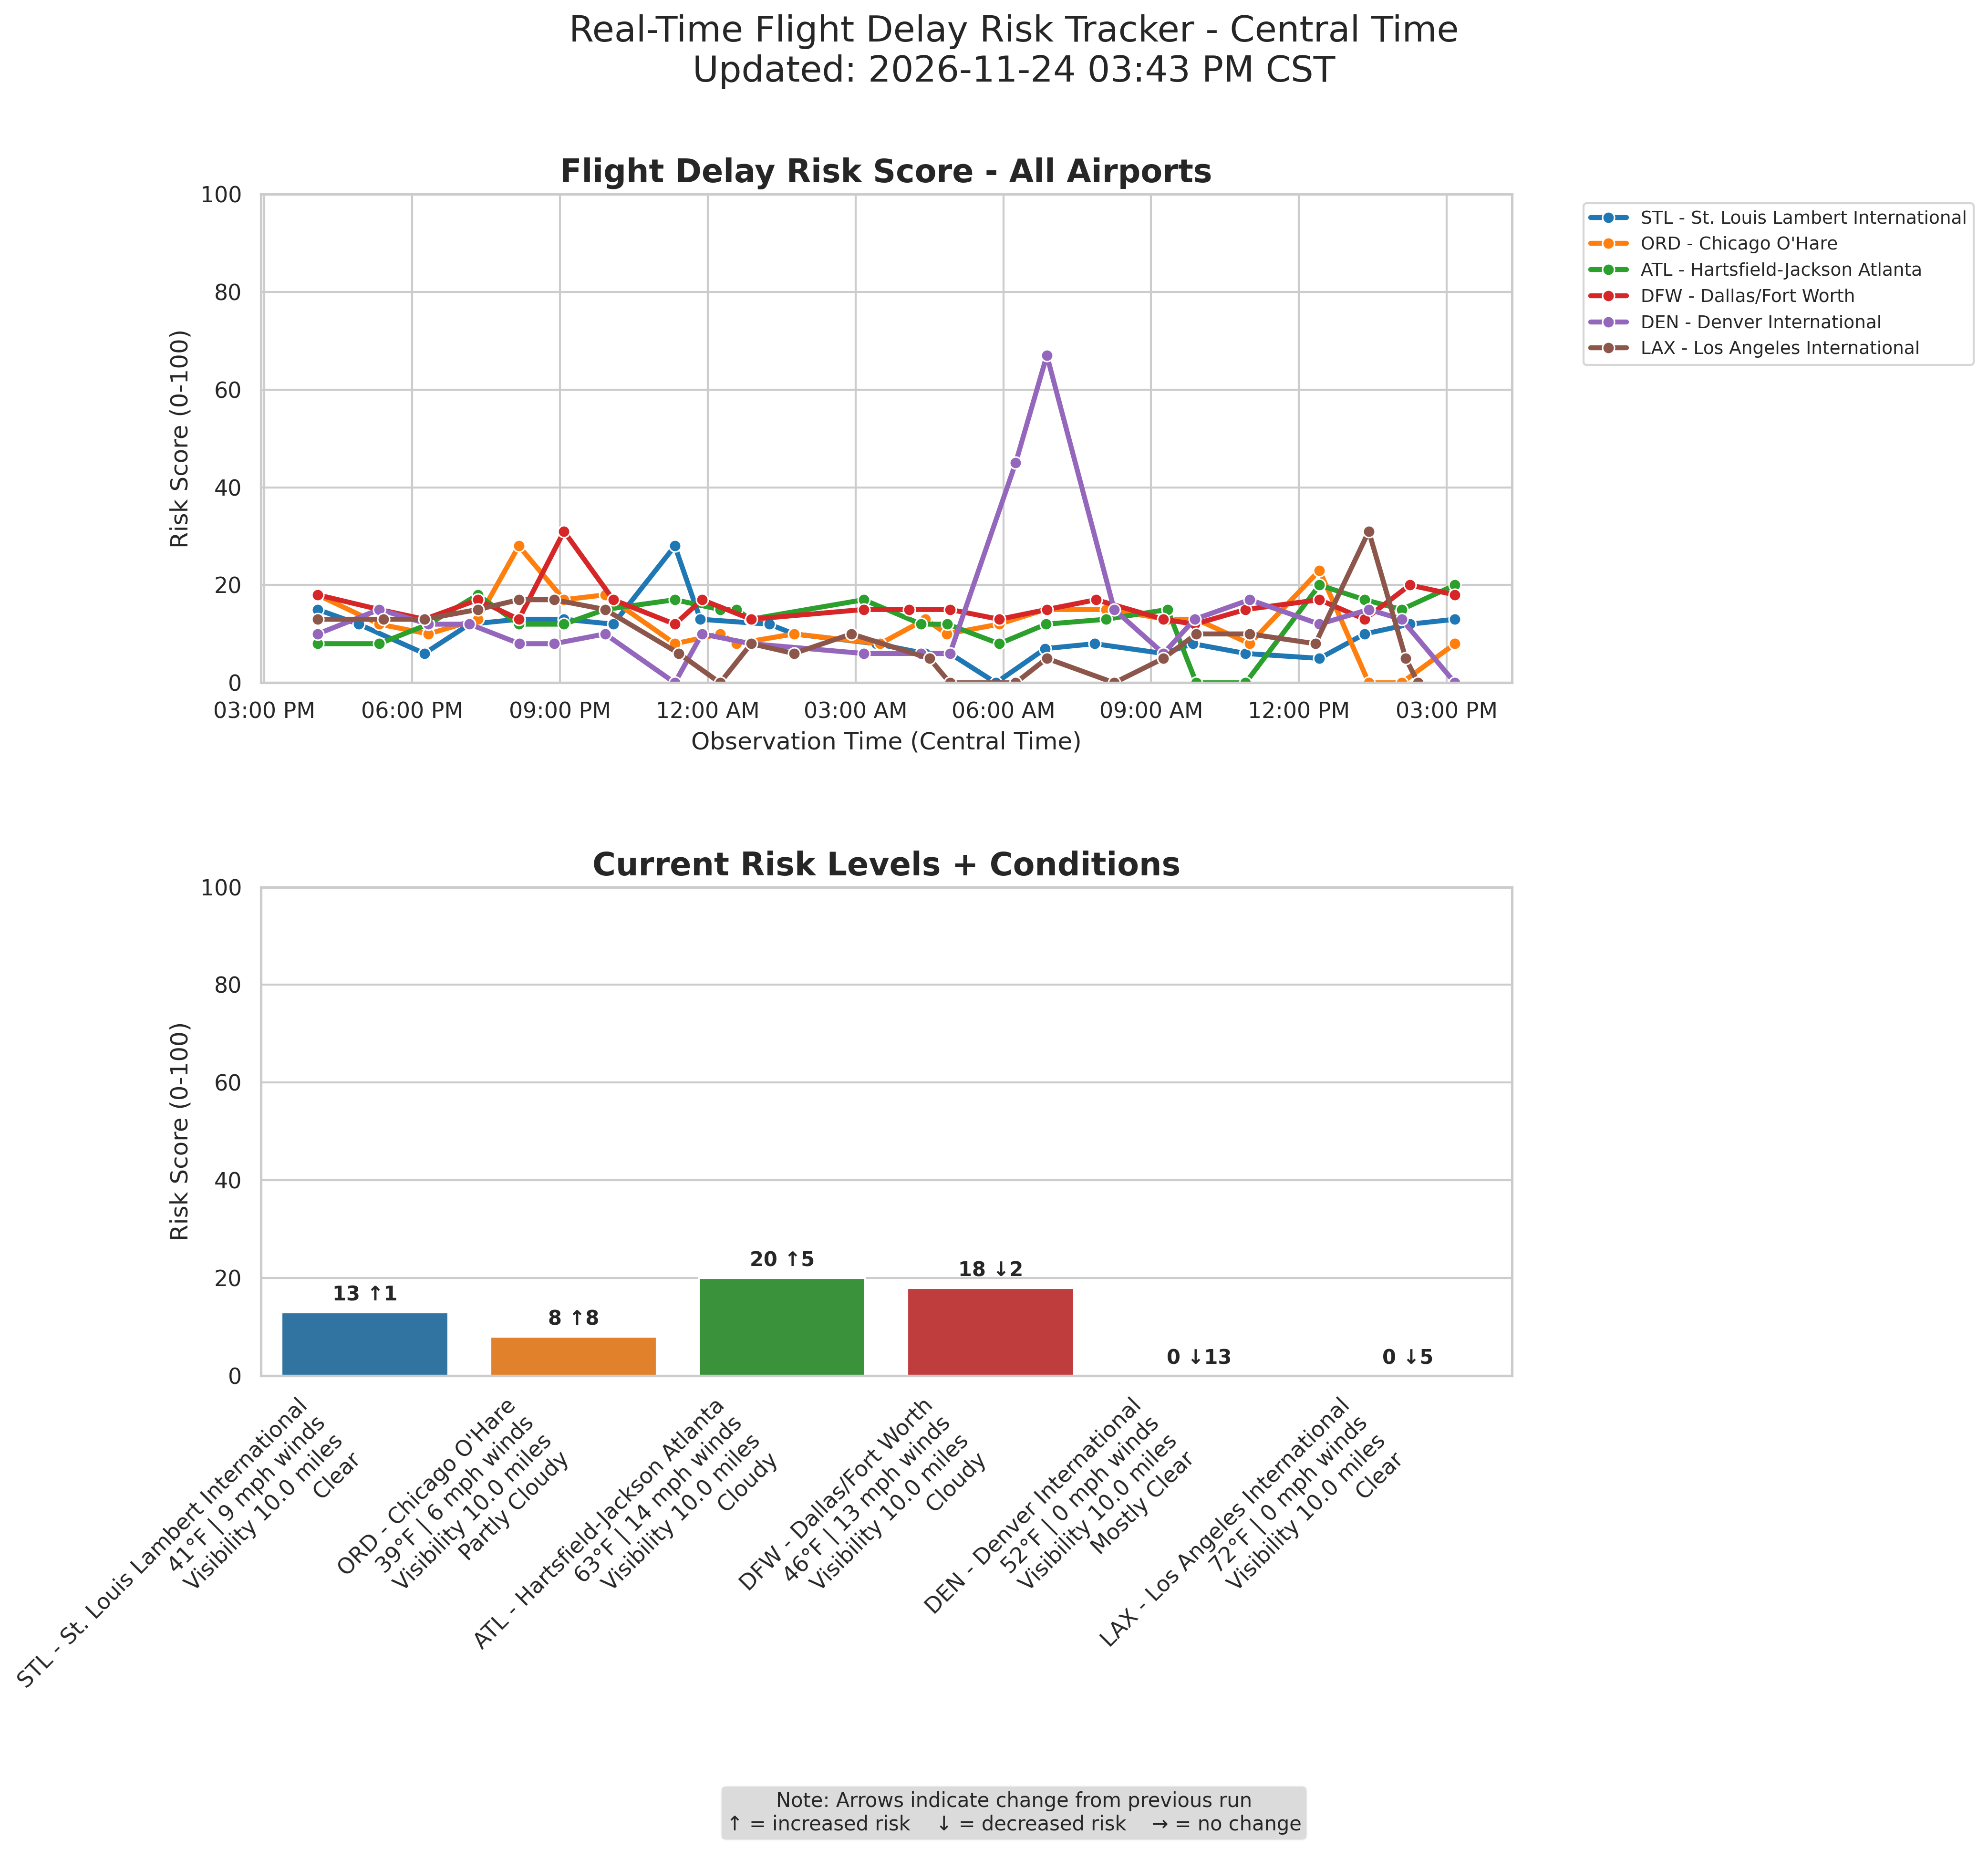 Real-Time Flight Delay Risk Tracker - Central Time
Updated: 2026-11-24 03:43 PM CST
Flight Delay Risk Score - All Airports
Risk Score (0-100)
100
80
60
40
20
0
03:00 PM
06:00 PM
09:00 PM
12:00 AM
03:00 AM
06:00 AM
09:00 AM
12:00 PM
03:00 PM
Observation Time (Central Time)
STL - St. Louis Lambert International
ORD - Chicago O'Hare
ATL - Hartsfield-Jackson Atlanta
DFW - Dallas/Fort Worth
DEN - Denver International
LAX - Los Angeles International
Current Risk Levels + Conditions
Risk Score (0-100)
100
80
60
40
20
0
13 ↑1
8 ↑8
20 ↑5
18 ↓2
0 ↓13
0 ↓5
STL - St. Louis Lambert International
41°F | 9 mph winds
Visibility 10.0 miles
Clear
ORD - Chicago O'Hare
39°F | 6 mph winds
Visibility 10.0 miles
Partly Cloudy
ATL - Hartsfield-Jackson Atlanta
63°F | 14 mph winds
Visibility 10.0 miles
Cloudy
DFW - Dallas/Fort Worth
46°F | 13 mph winds
Visibility 10.0 miles
Cloudy
DEN - Denver International
52°F | 0 mph winds
Visibility 10.0 miles
Mostly Clear
LAX - Los Angeles International
72°F | 0 mph winds
Visibility 10.0 miles
Clear
Note: Arrows indicate change from previous run
↑ = increased risk ↓ = decreased risk → = no change